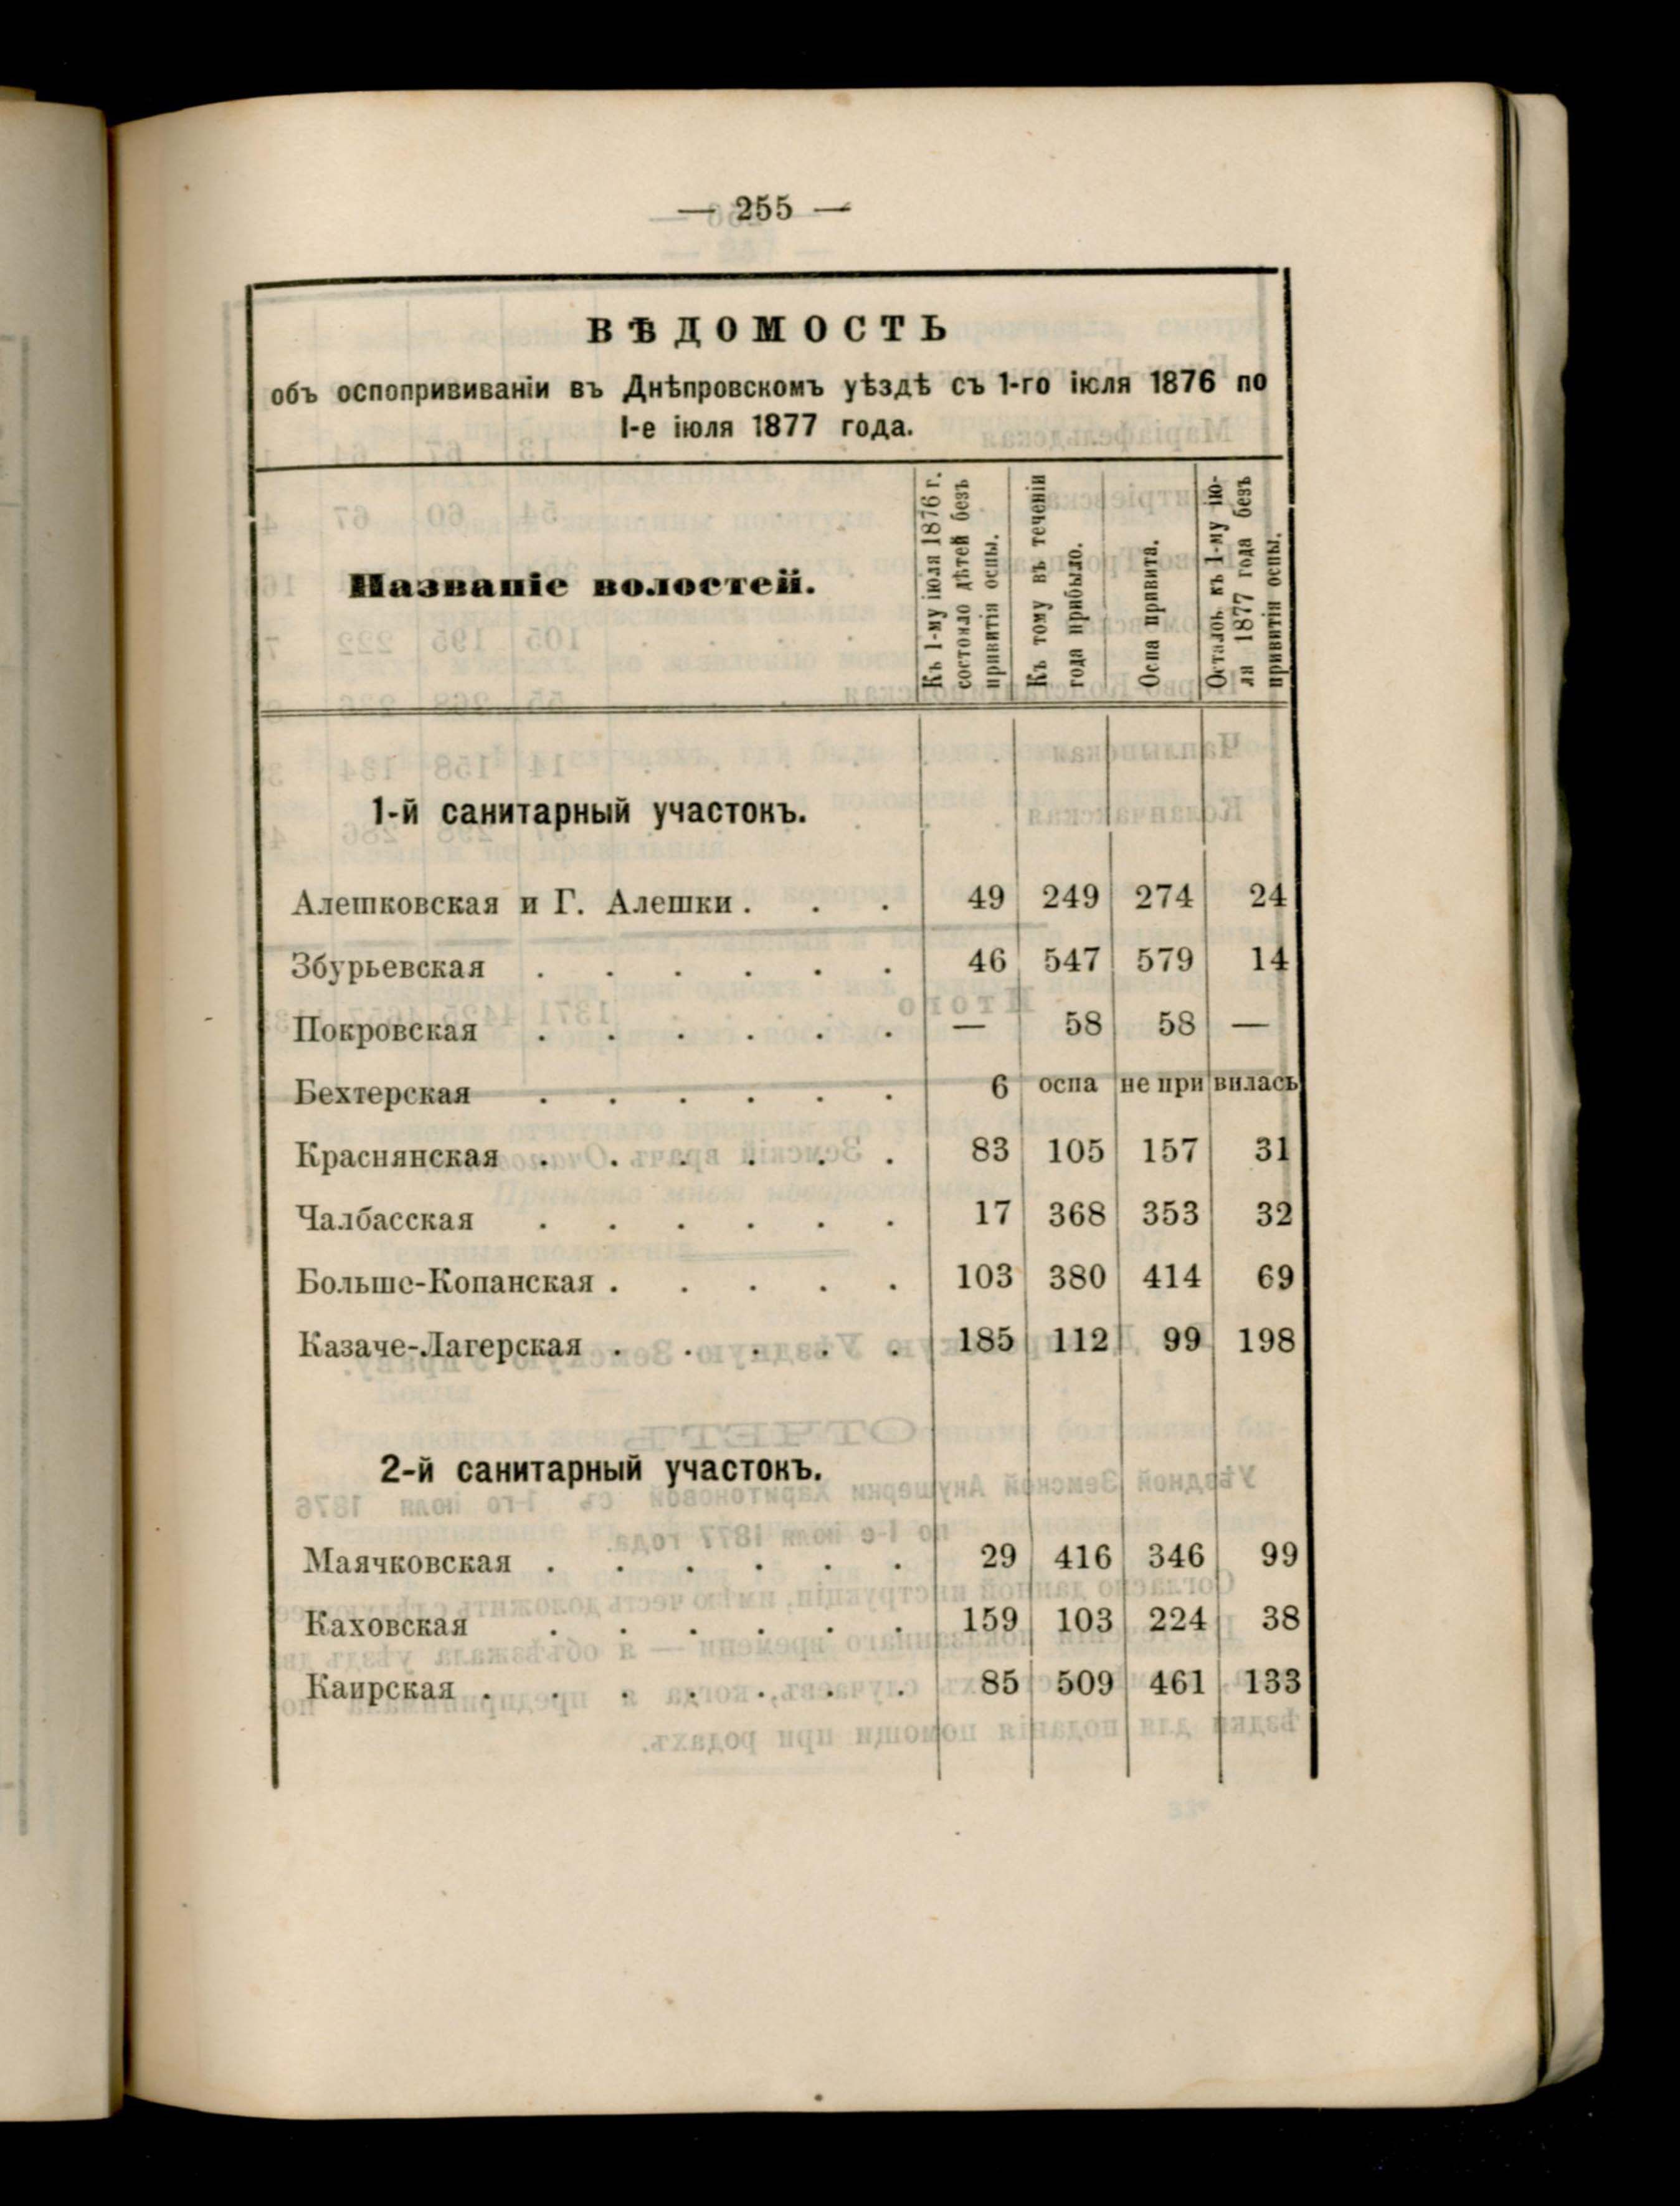 — 255 —
ВѢДОМОСТЬ
объ оспопрививаніи въ Днѣпровскомъ уѣздѣ съ 1-го іюля 1876 по
1-е іюля 1877 года.
Названіе волостей.
Къ 1-му іюля 1876 г.
состояло дѣтей безъ
привитія оспы.
Къ тому въ теченіи
года прибыло.
Оспа привита.
Осталось къ 1-му ію-
ля 1877 года безъ
привитія оспы.
1-й санитарный участокъ.
Алешковская и Г. Алешки . . . 49 249 274 24
Збурьевская . . . . . . 46 547 579 14
Покровская . . . . . . — 58 58 —
Бехтерская . . . . . . 6 оспа не при вилась
Краснянская . . . . . . 83 105 157 31
Чалбасская . . . . . . 17 368 353 32
Больше-Копанская . . . . . 103 380 414 69
Казаче-Лагерская . . . . . 185 112 99 198
2-й санитарный участокъ.
Маячковская . . . . . . 29 416 346 99
Каховская . . . . . . 159 103 224 38
Каирская . . . . . . . 85 509 461 133